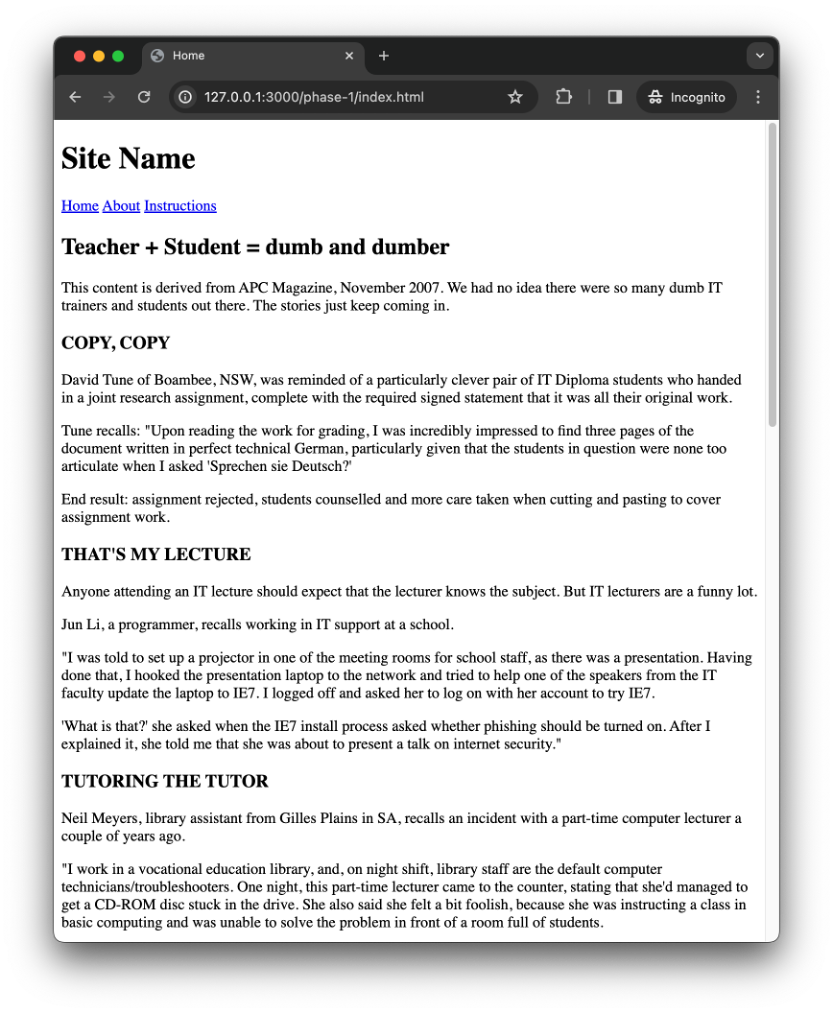 Home
127.0.0.1:3000/phase-1/index.html
Incognito
Site Name
Home About Instructions
Teacher + Student = dumb and dumber
This content is derived from APC Magazine, November 2007. We had no idea there were so many dumb IT
trainers and students out there. The stories just keep coming in.
COPY, COPY
David Tune of Boambee, NSW, was reminded of a particularly clever pair of IT Diploma students who handed
in a joint research assignment, complete with the required signed statement that it was all their original work.
Tune recalls: "Upon reading the work for grading, I was incredibly impressed to find three pages of the
document written in perfect technical German, particularly given that the students in question were none too
articulate when I asked 'Sprechen sie Deutsch?'
End result: assignment rejected, students counselled and more care taken when cutting and pasting to cover
assignment work.
THAT'S MY LECTURE
Anyone attending an IT lecture should expect that the lecturer knows the subject. But IT lecturers are a funny lot.
Jun Li, a programmer, recalls working in IT support at a school.
"I was told to set up a projector in one of the meeting rooms for school staff, as there was a presentation. Having
done that, I hooked the presentation laptop to the network and tried to help one of the speakers from the IT
faculty update the laptop to IE7. I logged off and asked her to log on with her account to try IE7.
'What is that?' she asked when the IE7 install process asked whether phishing should be turned on. After I
explained it, she told me that she was about to present a talk on internet security."
TUTORING THE TUTOR
Neil Meyers, library assistant from Gilles Plains in SA, recalls an incident with a part-time computer lecturer a
couple of years ago.
"I work in a vocational education library, and, on night shift, library staff are the default computer
technicians/troubleshooters. One night, this part-time lecturer came to the counter, stating that she'd managed to
get a CD-ROM disc stuck in the drive. She also said she felt a bit foolish, because she was instructing a class in
basic computing and was unable to solve the problem in front of a room full of students.